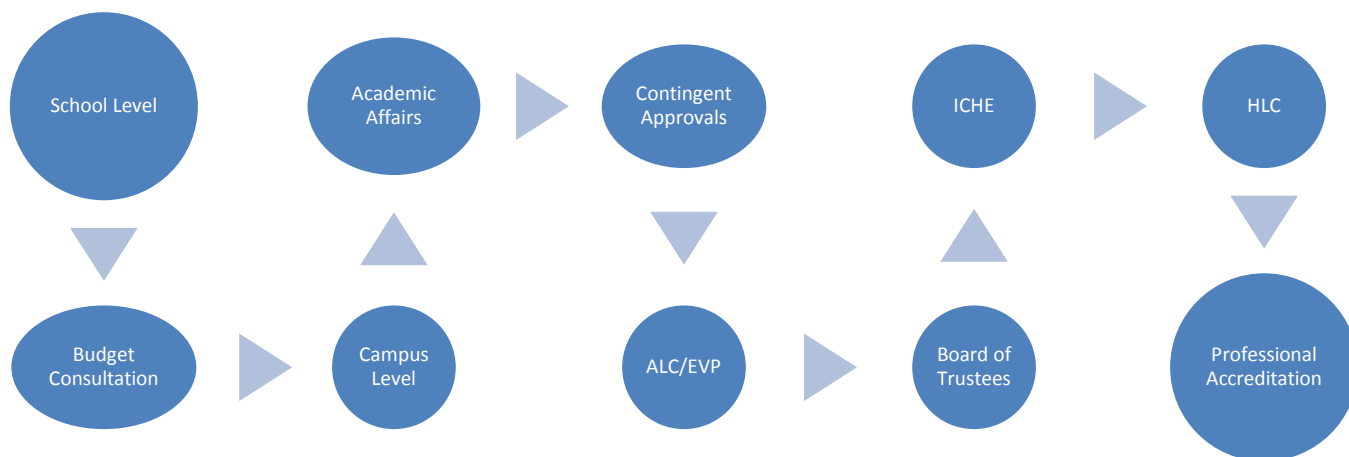 School Level
Budget
Consultation
Campus
Level
Academic
Affairs
Contingent
Approvals
ALC/EVP
Board of
Trustees
ICHE
HLC
Professional
Accreditation